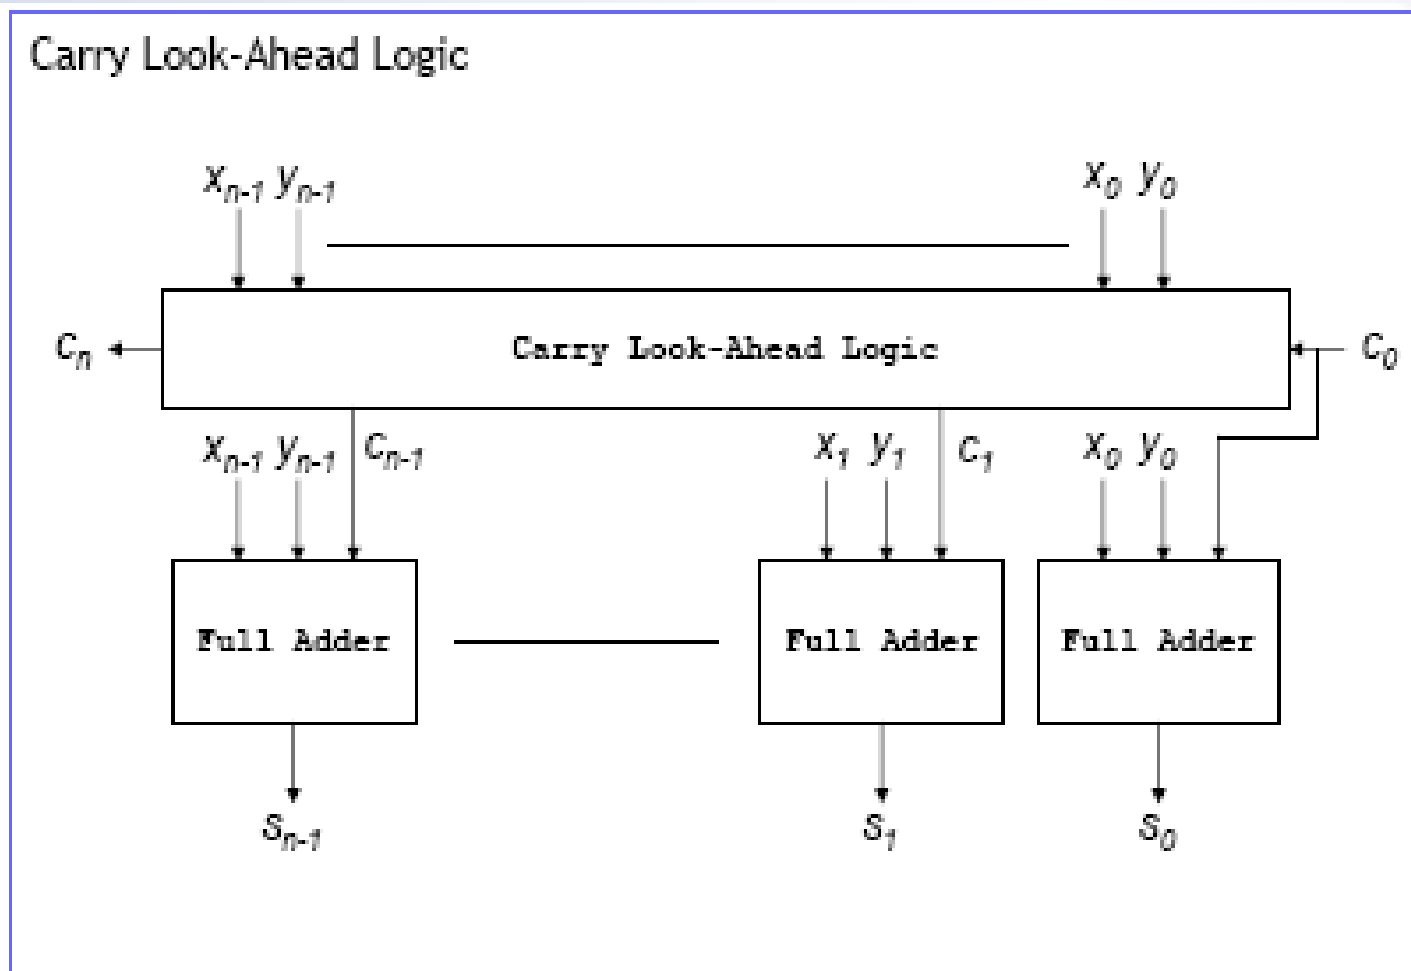 Carry Look-Ahead Logic
xn-1 yn-1 x0 y0
cn Carry Look-Ahead Logic c0
xn-1 yn-1 cn-1 x1 y1 c1 x0 y0
Full Adder Full Adder Full Adder
sn-1 s1 s0